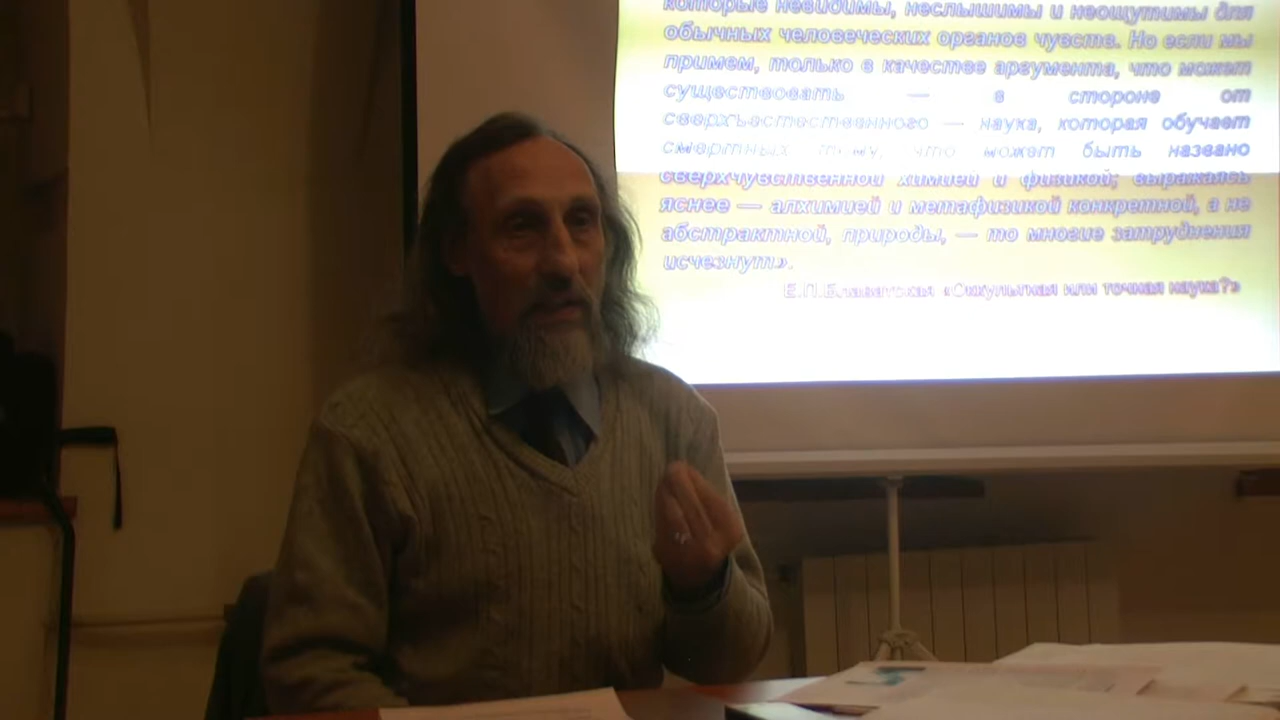 которые невидимы, неслышимы и неощутимы для
обычных человеческих органов чувств. Но если мы
примем, только в качестве аргумента, что может
существовать — в стороне от
сверхъестественного — наука, которая обучает
смертных тому, что может быть названо
сверхчувственной химией и физикой; выражаясь
яснее — алхимией и метафизикой конкретной, а не
абстрактной, природы, — то многие затруднения
исчезнут».
Е.П.Блаватская «Оккультная или точная наука?»